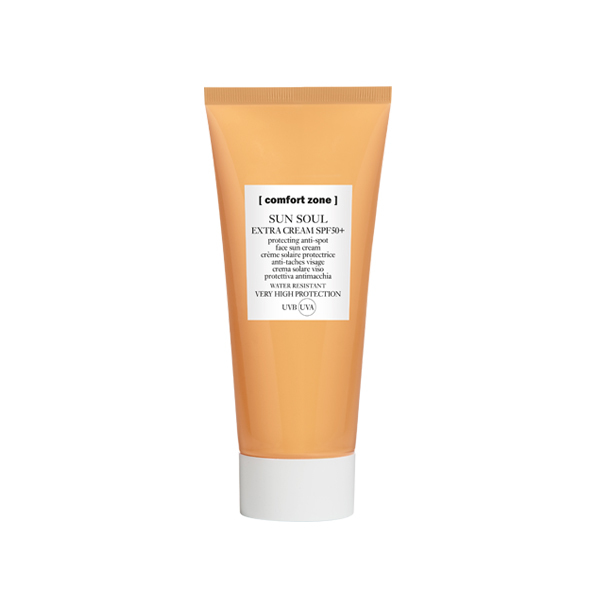 [ comfort zone ]
SUN SOUL
EXTRA CREAM SPF50+
protecting anti-spot
face sun cream
crème solaire protectrice
anti-taches visage
crema solare viso
protettiva antimacchia
WATER RESISTANT
VERY HIGH PROTECTION
UVB UVA